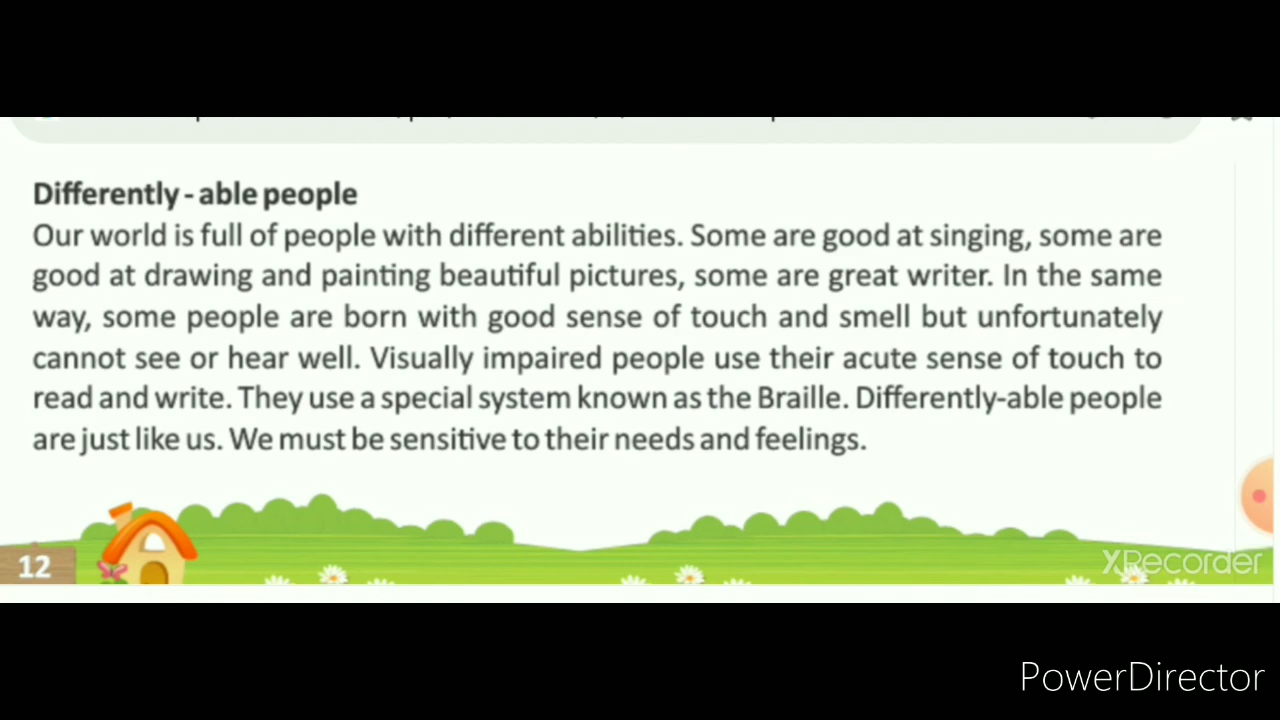 Differently - able people
Our world is full of people with different abilities. Some are good at singing, some are
good at drawing and painting beautiful pictures, some are great writer. In the same
way, some people are born with good sense of touch and smell but unfortunately
cannot see or hear well. Visually impaired people use their acute sense of touch to
read and write. They use a special system known as the Braille. Differently-able people
are just like us. We must be sensitive to their needs and feelings.
12
XRecorder
PowerDirector